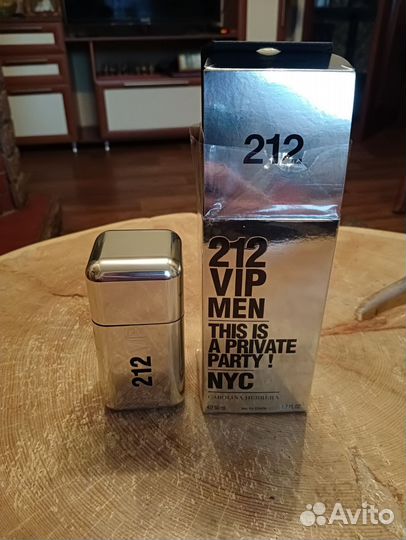 212
212
VIP
MEN
THIS IS
A PRIVATE
PARTY !
NYC
CAROLINA HERRERA
212
Avito